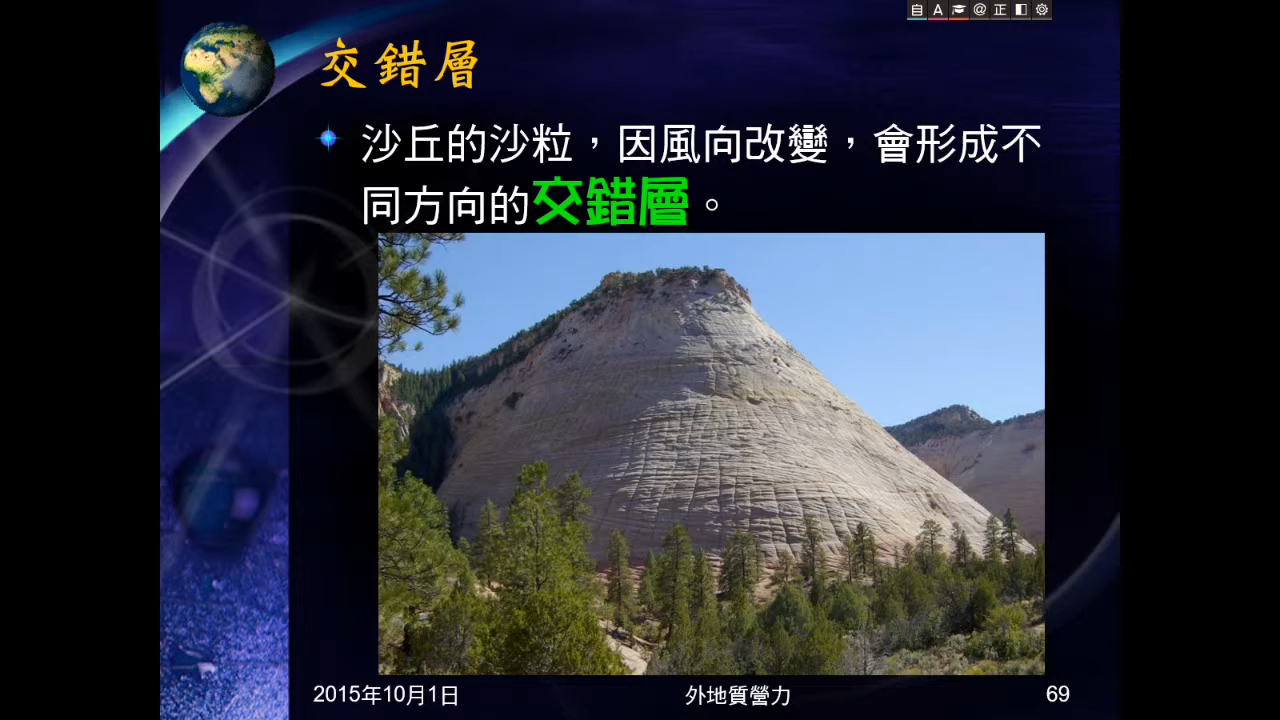 自 A @ 正
交錯層
沙丘的沙粒，因風向改變，會形成不
同方向的交錯層。
2015年10月1日 外地質營力 69